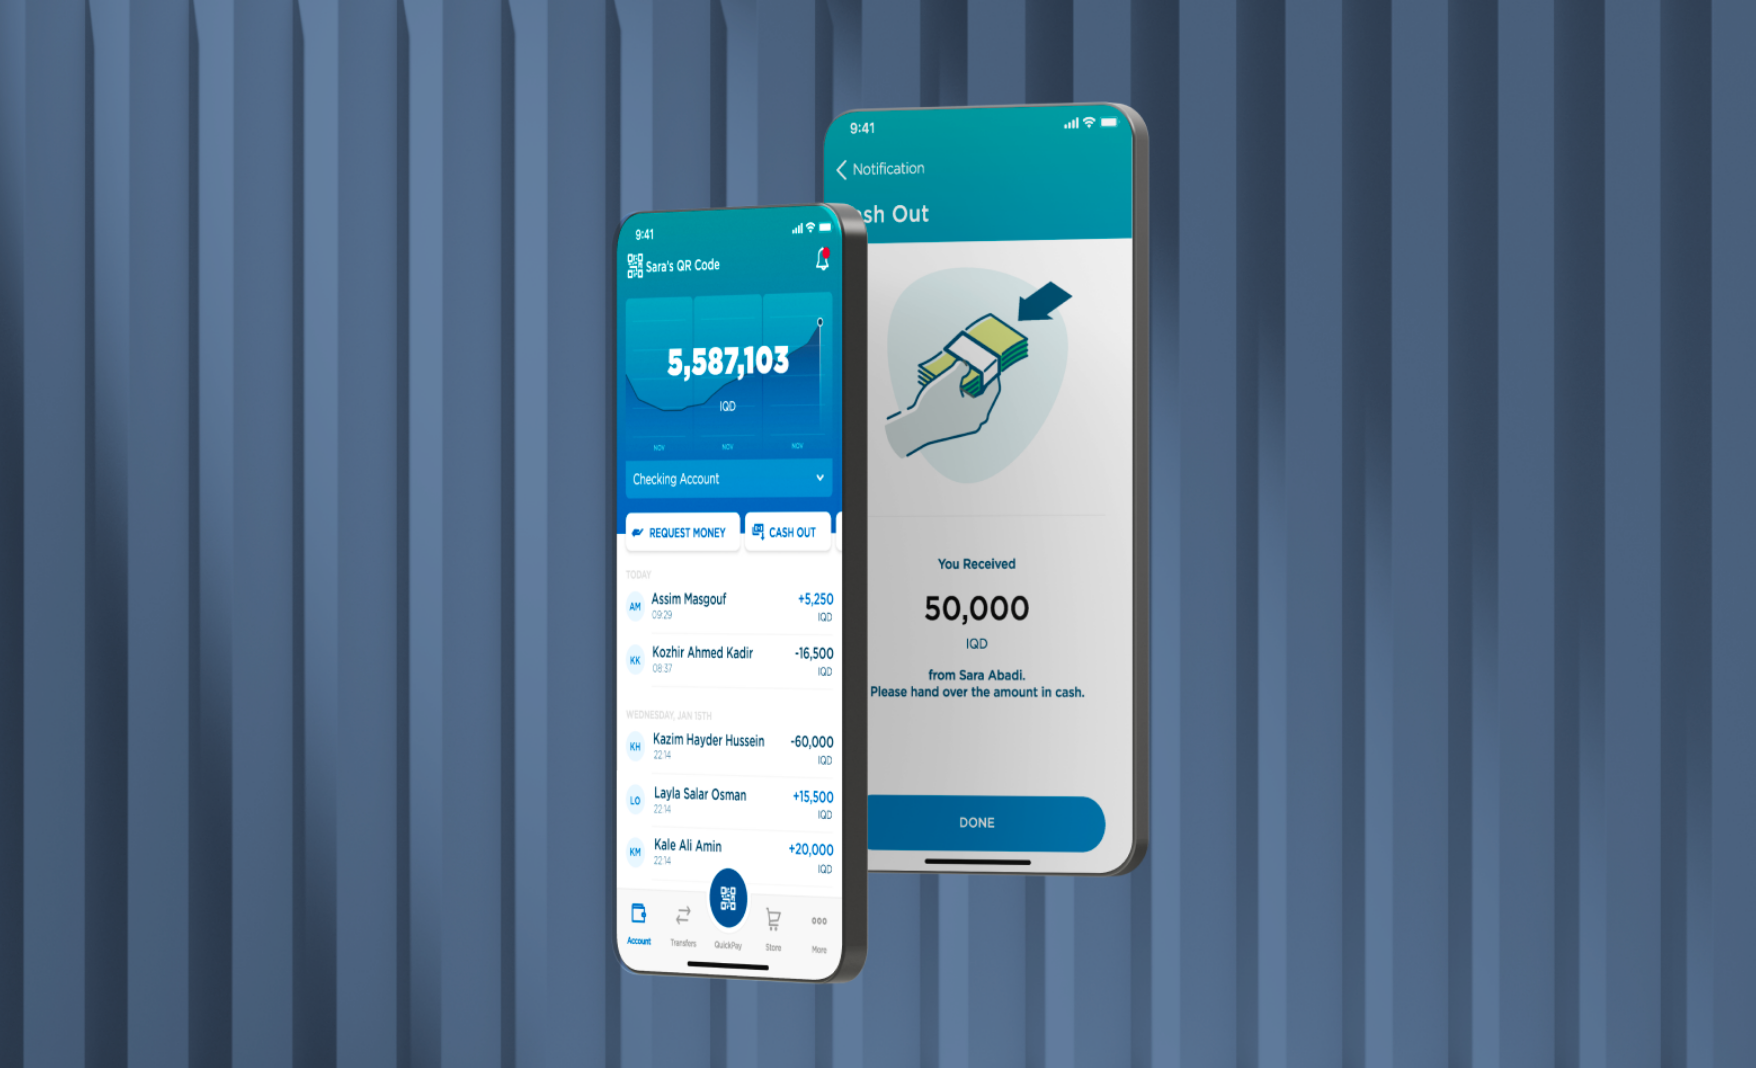 9:41
Sara's QR Code
5,587,103
IQD
NOV NOV NOV
Checking Account
REQUEST MONEY CASH OUT
TODAY
AM Assim Masgouf +5,250
09:29 IQD
KK Kozhir Ahmed Kadir -16,500
08:37 IQD
WEDNESDAY, JAN 15TH
KH Kazim Hayder Hussein -60,000
22:14 IQD
LO Layla Salar Osman +15,500
22:14 IQD
KM Kale Ali Amin +20,000
22:14 IQD
Account Transfers QuickPay Store More
9:41
Notification
sh Out
You Received
50,000
IQD
from Sara Abadi.
Please hand over the amount in cash.
DONE